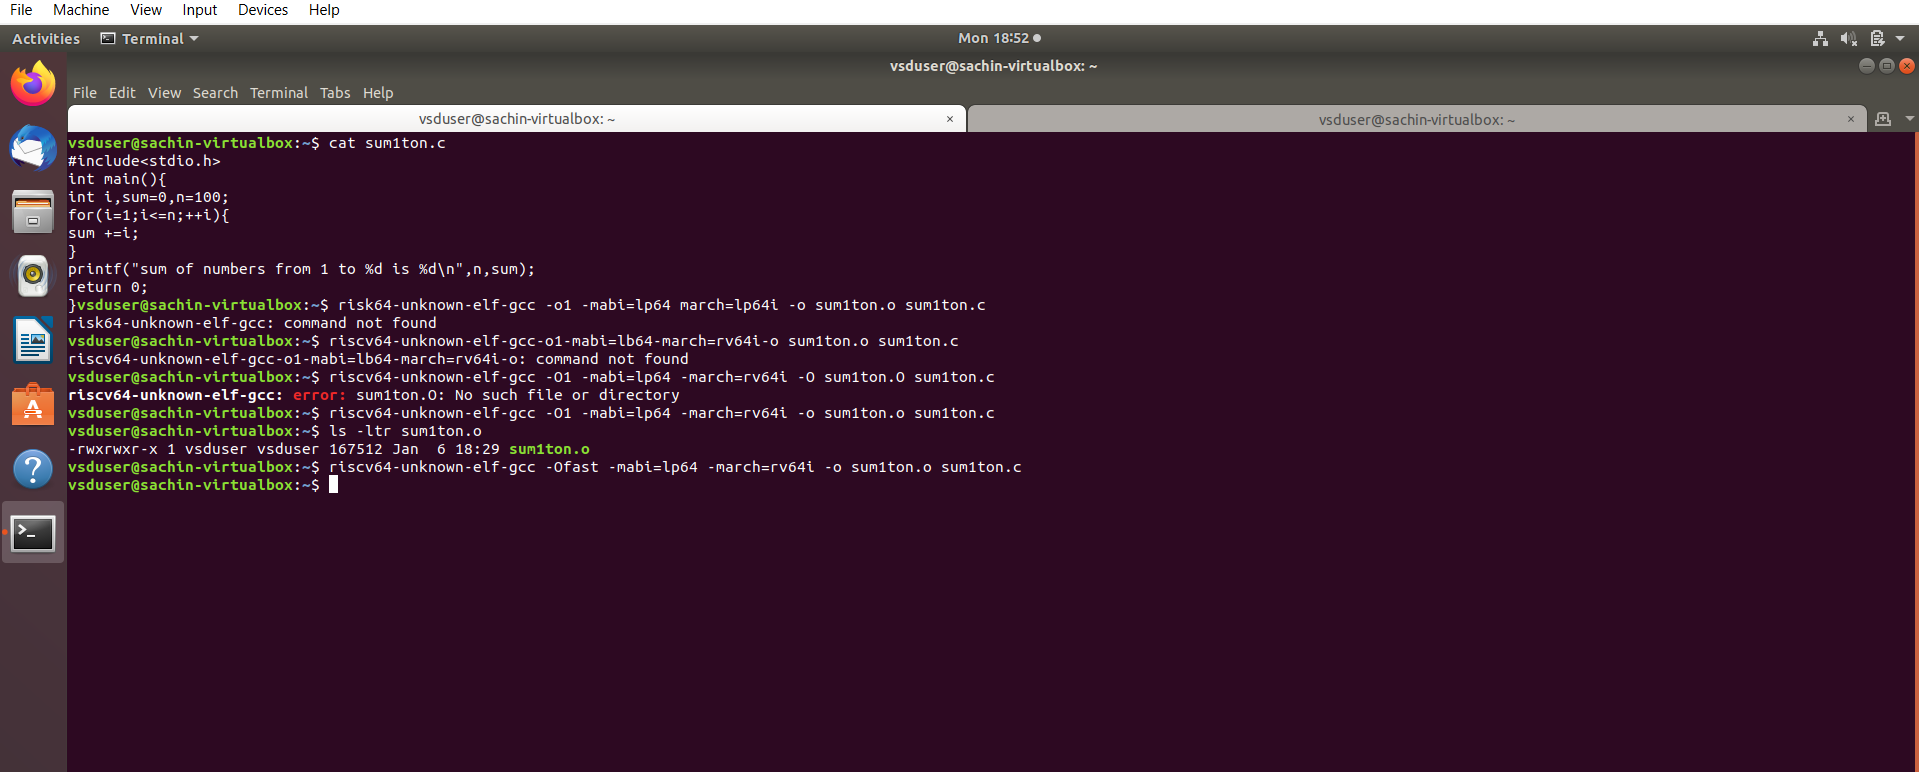 File Machine View Input Devices Help
Activities Terminal Mon 18:52
vsduser@sachin-virtualbox: ~
File Edit View Search Terminal Tabs Help
vsduser@sachin-virtualbox: ~ × vsduser@sachin-virtualbox: ~ ×
vsduser@sachin-virtualbox:~$ cat sum1ton.c
#include<stdio.h>
int main(){
int i,sum=0,n=100;
for(i=1;i<=n;++i){
sum +=i;
}
printf("sum of numbers from 1 to %d is %d\n",n,sum);
return 0;
}vsduser@sachin-virtualbox:~$ risk64-unknown-elf-gcc -o1 -mabi=lp64 march=lp64i -o sum1ton.o sum1ton.c
risk64-unknown-elf-gcc: command not found
vsduser@sachin-virtualbox:~$ riscv64-unknown-elf-gcc-o1-mabi=lb64-march=rv64i-o sum1ton.o sum1ton.c
riscv64-unknown-elf-gcc-o1-mabi=lb64-march=rv64i-o: command not found
vsduser@sachin-virtualbox:~$ riscv64-unknown-elf-gcc -O1 -mabi=lp64 -march=rv64i -O sum1ton.O sum1ton.c
riscv64-unknown-elf-gcc: error: sum1ton.O: No such file or directory
vsduser@sachin-virtualbox:~$ riscv64-unknown-elf-gcc -O1 -mabi=lp64 -march=rv64i -o sum1ton.o sum1ton.c
vsduser@sachin-virtualbox:~$ ls -ltr sum1ton.o
-rwxrwxr-x 1 vsduser vsduser 167512 Jan  6 18:29 sum1ton.o
vsduser@sachin-virtualbox:~$ riscv64-unknown-elf-gcc -Ofast -mabi=lp64 -march=rv64i -o sum1ton.o sum1ton.c
vsduser@sachin-virtualbox:~$